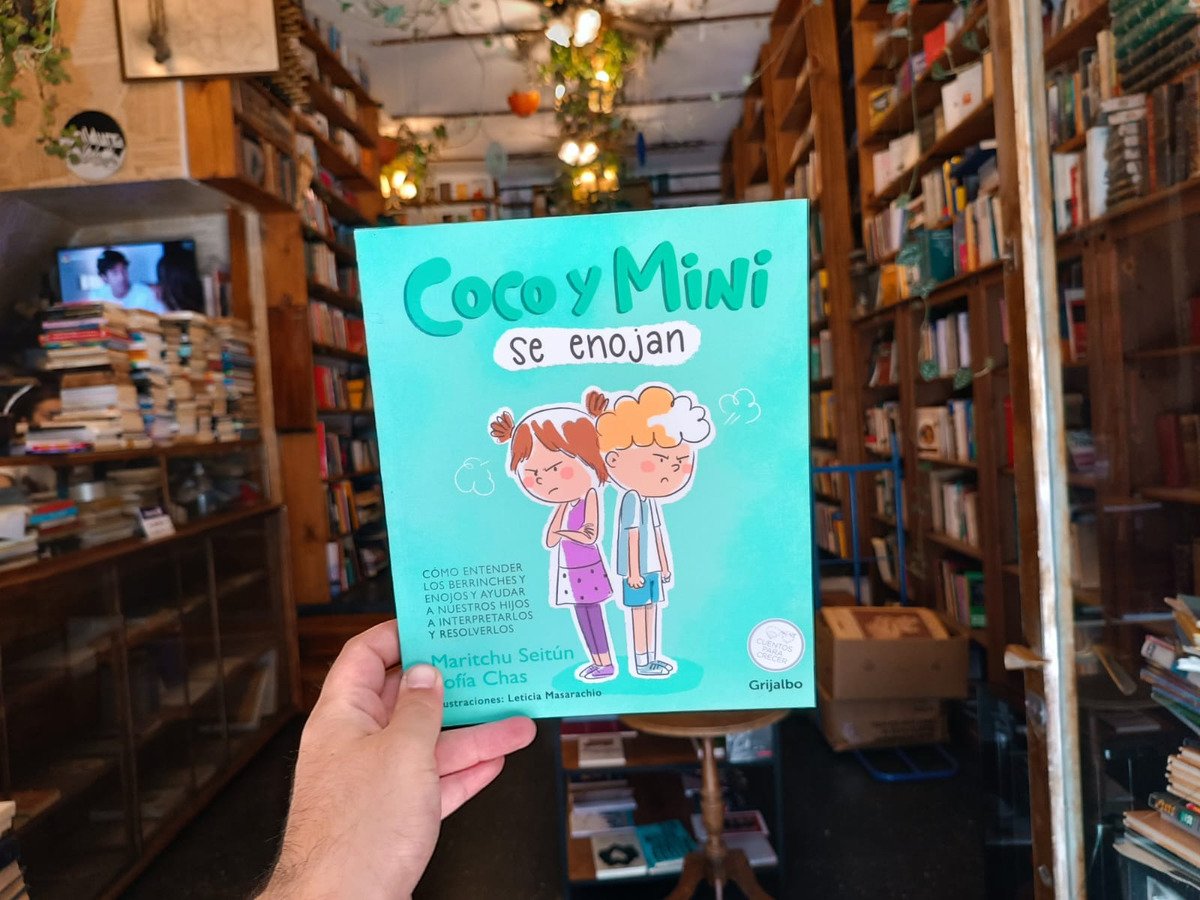 Coco y Mini
se enojan
CÓMO ENTENDER
LOS BERRINCHES Y
ENOJOS Y AYUDAR
A NUESTROS HIJOS
A INTERPRETARLOS
Y RESOLVERLOS
Maritchu Seitún
ofía Chas
ustraciones: Leticia Masarachio
CUENTOS
PARA
CRECER
Grijalbo